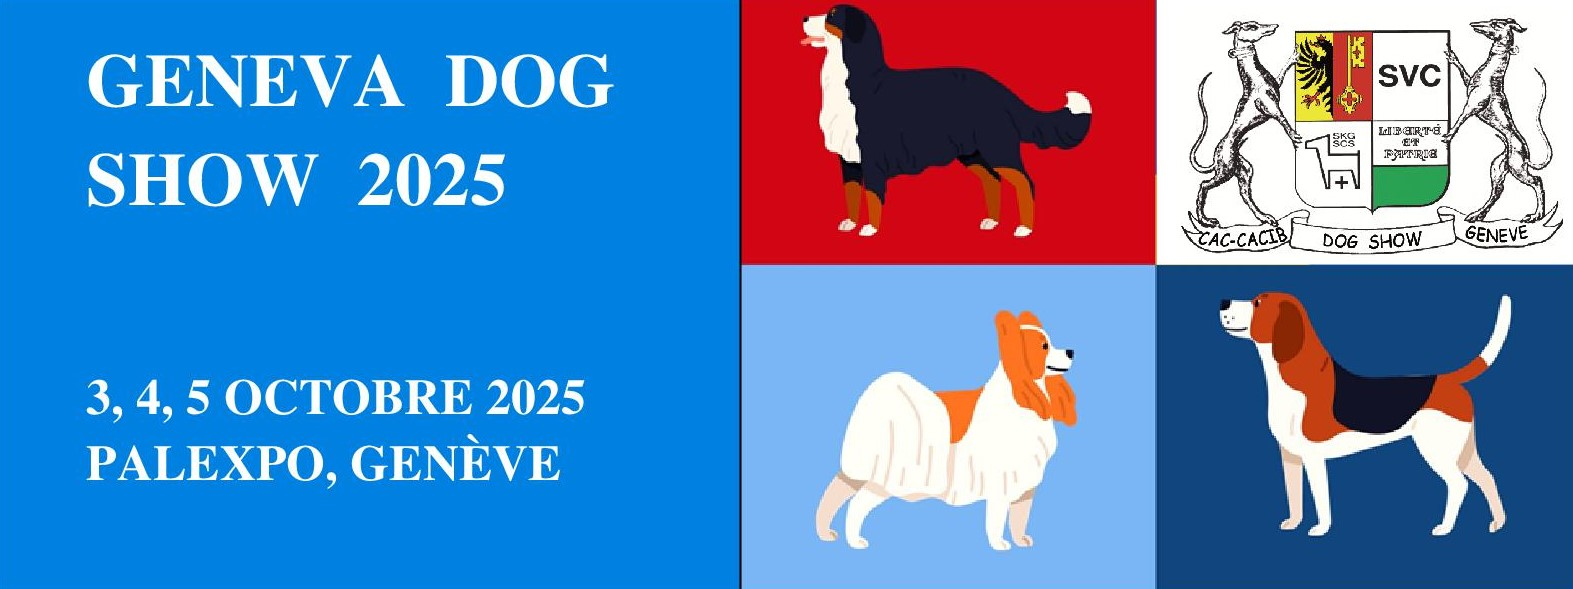 GENEVA DOG
SHOW 2025
3, 4, 5 OCTOBRE 2025
PALEXPO, GENÈVE
SVC
SKG
SCS
LIBERTÉ
ET
PATRIE
CAC-CACIB DOG SHOW GENEVE